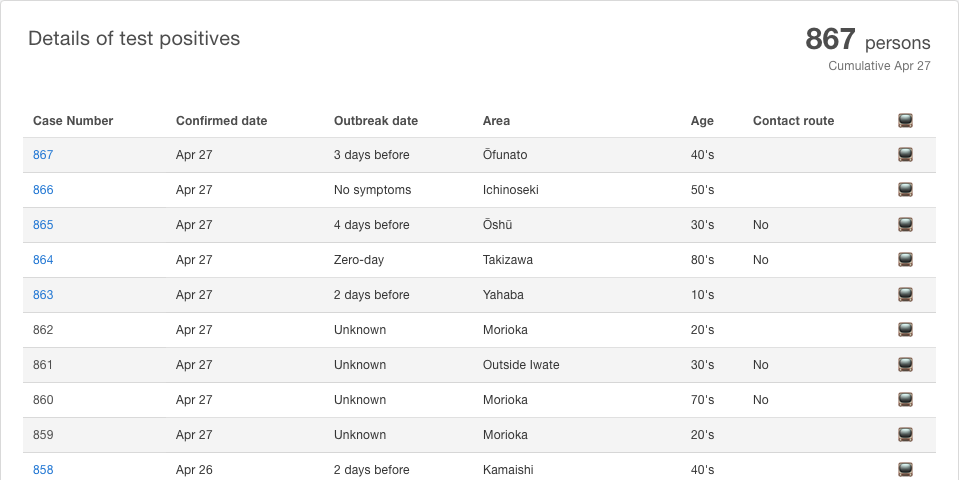 Details of test positives
867 persons
Cumulative Apr 27
Case Number Confirmed date Outbreak date Area Age Contact route
867 Apr 27 3 days before Ōfunato 40's
866 Apr 27 No symptoms Ichinoseki 50's
865 Apr 27 4 days before Ōshū 30's No
864 Apr 27 Zero-day Takizawa 80's No
863 Apr 27 2 days before Yahaba 10's
862 Apr 27 Unknown Morioka 20's
861 Apr 27 Unknown Outside Iwate 30's No
860 Apr 27 Unknown Morioka 70's No
859 Apr 27 Unknown Morioka 20's
858 Apr 26 2 days before Kamaishi 40's